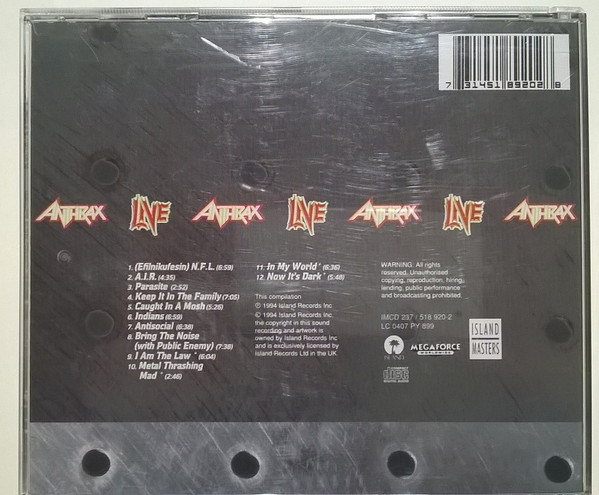 7 31451 89202 8
ANTHRAX LIVE ANTHRAX LIVE ANTHRAX LIVE ANTHRAX
1. (Efilnikufesin) N.F.L. (6:59)
2. A.I.R. (4:35)
3. Parasite (2:52)
4. Keep It In The Family (7:05)
5. Caught In A Mosh (5:26)
6. Indians (6:59)
7. Antisocial (6:38)
8. Bring The Noise
(with Public Enemy) (7:38)
9. I Am The Law * (6:04)
10. Metal Thrashing
Mad * (2:46)
11. In My World * (6:36)
12. Now It's Dark * (5:48)
This compilation
℗ 1994 Island Records Inc.
© 1994 Island Records Inc.
the copyright in this sound
recording and artwork is
owned by Island Records Inc
and is exclusively licensed by
Island Records Ltd in the UK.
WARNING: All rights
reserved. Unauthorised
copying, reproduction, hiring,
lending, public performance
and broadcasting prohibited.
IMCD 297 / 518 920-2
LC 0407 PY 899
ISLAND
MEGAFORCE
WORLDWIDE
COMPACT
disc
DIGITAL AUDIO
ISLAND
MASTERS